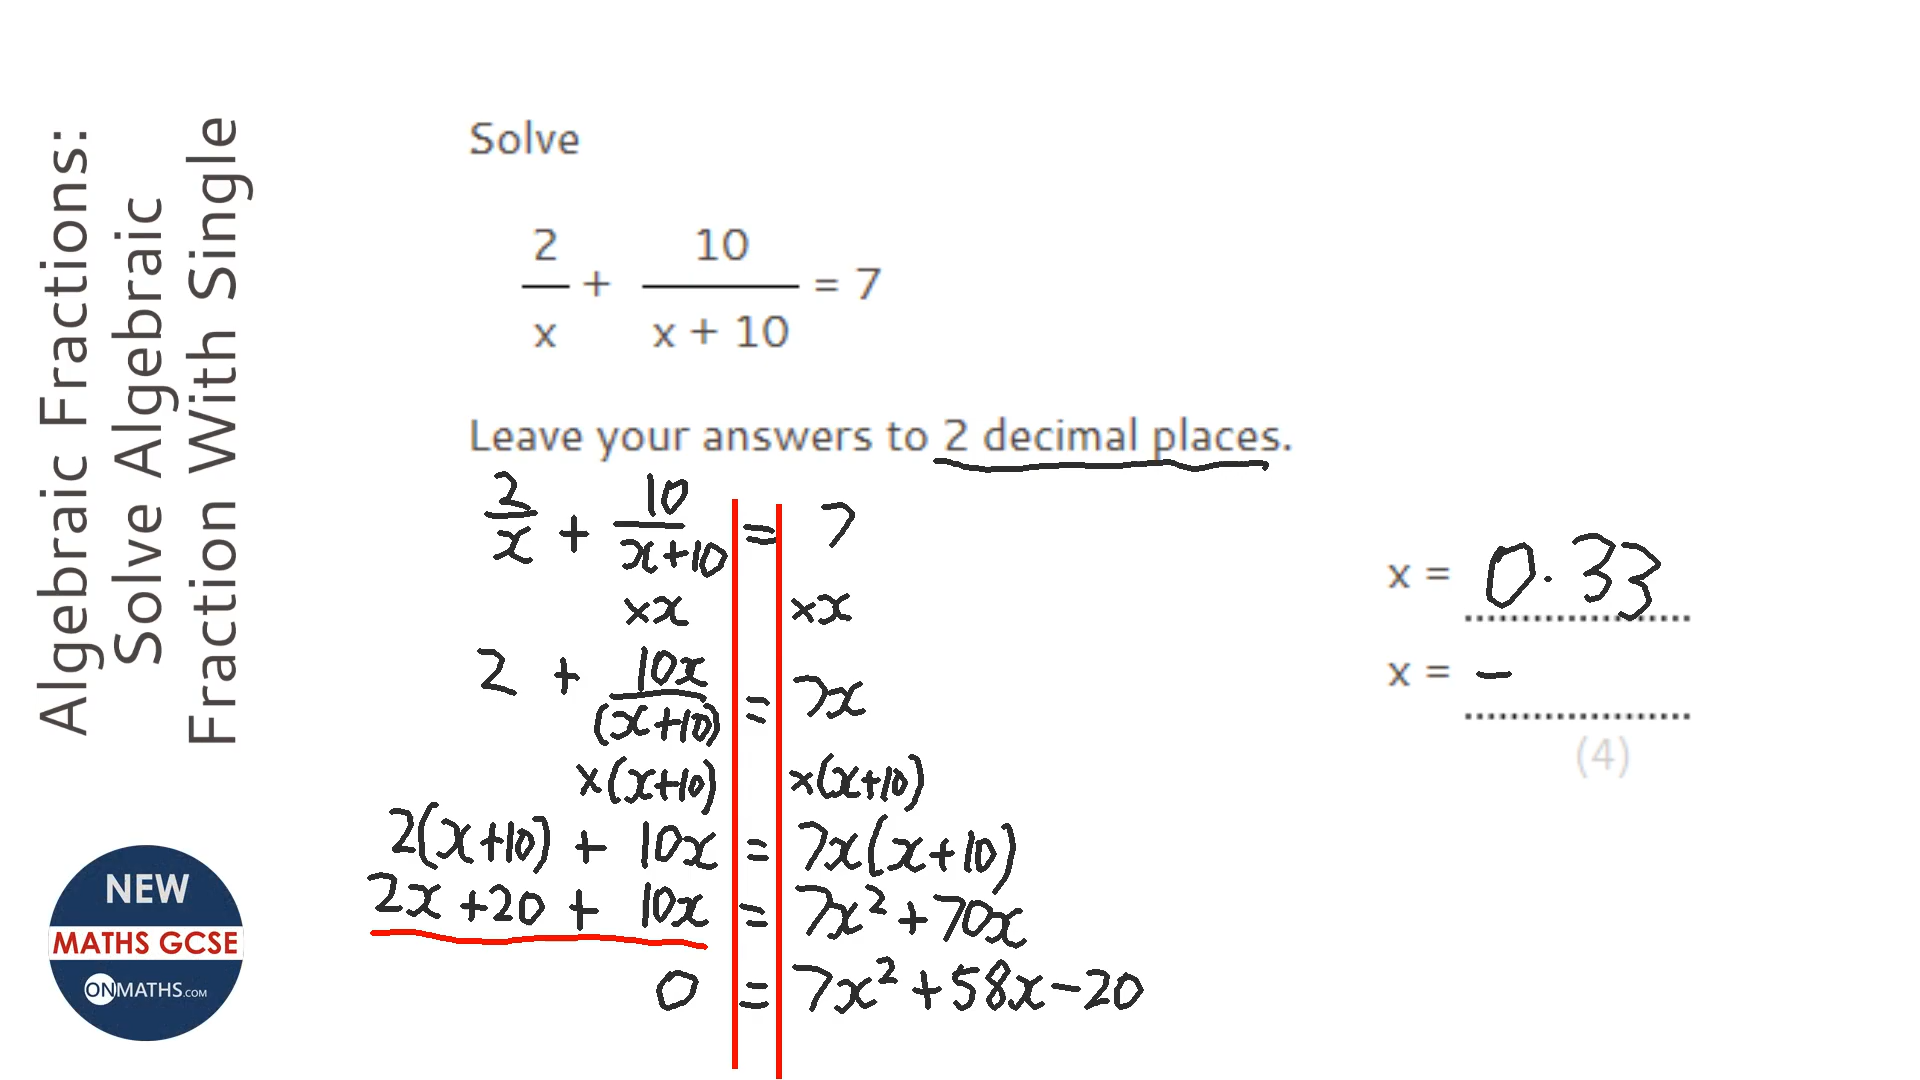 Algebraic Fractions:
Solve Algebraic
Fraction With Single
Solve
2/x + 10/(x + 10) = 7
Leave your answers to 2 decimal places.
2/x + 10/(x+10) = 7
×x ×x
2 + 10x/(x+10) = 7x
×(x+10) ×(x+10)
2(x+10) + 10x = 7x(x+10)
2x +20 + 10x = 7x² + 70x
0 = 7x² + 58x − 20
x = 0.33
x = −
(4)
NEW
MATHS GCSE
ONMATHS.COM